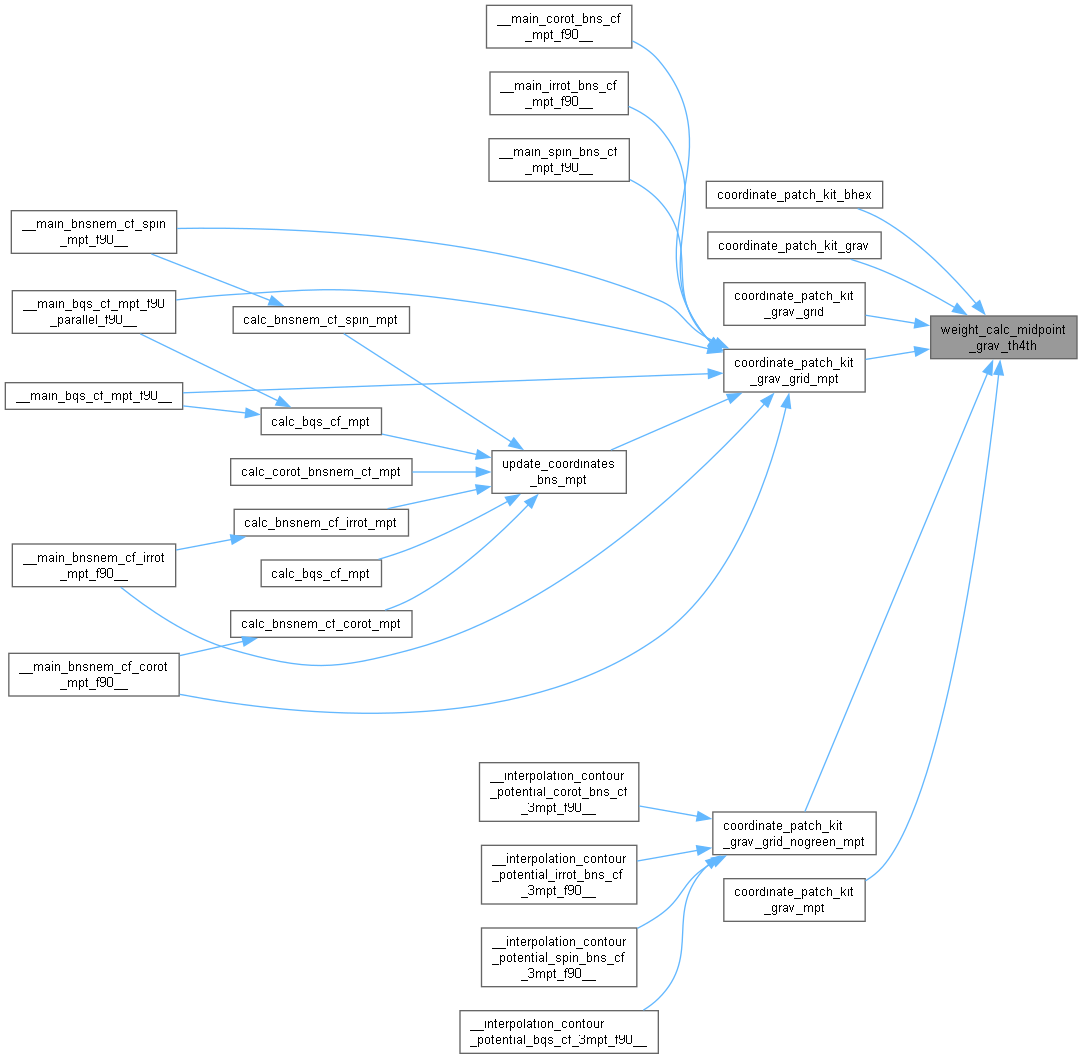 __main_corot_bns_cf
_mpt_f90__
__main_irrot_bns_cf
_mpt_f90__
__main_spin_bns_cf
_mpt_f90__
coordinate_patch_kit_bhex
__main_bnsnem_cf_spin
_mpt_f90__
coordinate_patch_kit_grav
coordinate_patch_kit
_grav_grid
__main_bqs_cf_mpt_f90
_parallel_f90__
calc_bnsnem_cf_spin_mpt
weight_calc_midpoint
_grav_th4th
coordinate_patch_kit
_grav_grid_mpt
__main_bqs_cf_mpt_f90__
calc_bqs_cf_mpt
update_coordinates
_bns_mpt
calc_corot_bnsnem_cf_mpt
calc_bnsnem_cf_irrot_mpt
__main_bnsnem_cf_irrot
_mpt_f90__
calc_bqs_cf_mpt
calc_bnsnem_cf_corot_mpt
__main_bnsnem_cf_corot
_mpt_f90__
__interpolation_contour
_potential_corot_bns_cf
_3mpt_f90__
coordinate_patch_kit
_grav_grid_nogreen_mpt
__interpolation_contour
_potential_irrot_bns_cf
_3mpt_f90__
coordinate_patch_kit
_grav_mpt
__interpolation_contour
_potential_spin_bns_cf
_3mpt_f90__
__interpolation_contour
_potential_bqs_cf_3mpt_f90__